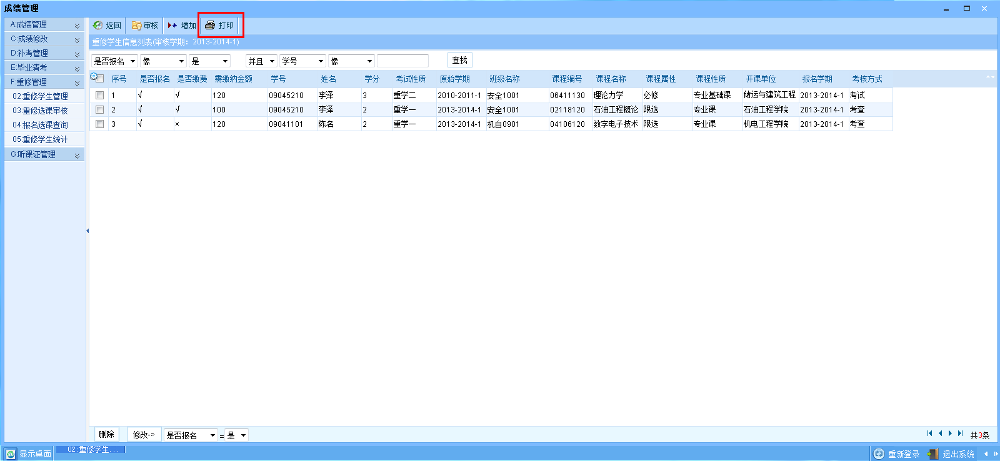 成绩管理
A:成绩管理
C:成绩修改
D:补考管理
E:毕业清考
F:重修管理
02:重修学生管理
03:重修选课审核
04:报名选课查询
05:重修学生统计
G:听课证管理
返回 审核 增加 打印
重修学生信息列表(审核学期：2013-2014-1)
是否报名 像 是 并且 学号 像 查找
序号 是否报名 是否缴费 需缴纳金额 学号 姓名 学分 考试性质 原始学期 班级名称 课程编号 课程名称 课程属性 课程性质 开课单位 报名学期 考核方式
1 √ √ 120 09045210 李泽 3 重学二 2010-2011-1 安全1001 06411130 理论力学 必修 专业基础课 储运与建筑工程 2013-2014-1 考试
2 √ √ 100 09045210 李泽 2 重学一 2013-2014-1 安全1001 02118120 石油工程概论 限选 专业课 石油工程学院 2013-2014-1 考查
3 √ × 120 09041101 陈名 2 重学一 2013-2014-1 机自0901 04106120 数字电子技术 限选 专业课 机电工程学院 2013-2014-1 考查
删除 修改-> 是否报名 = 是 共3条
显示桌面 02:重修学生... 重新登录 退出系统